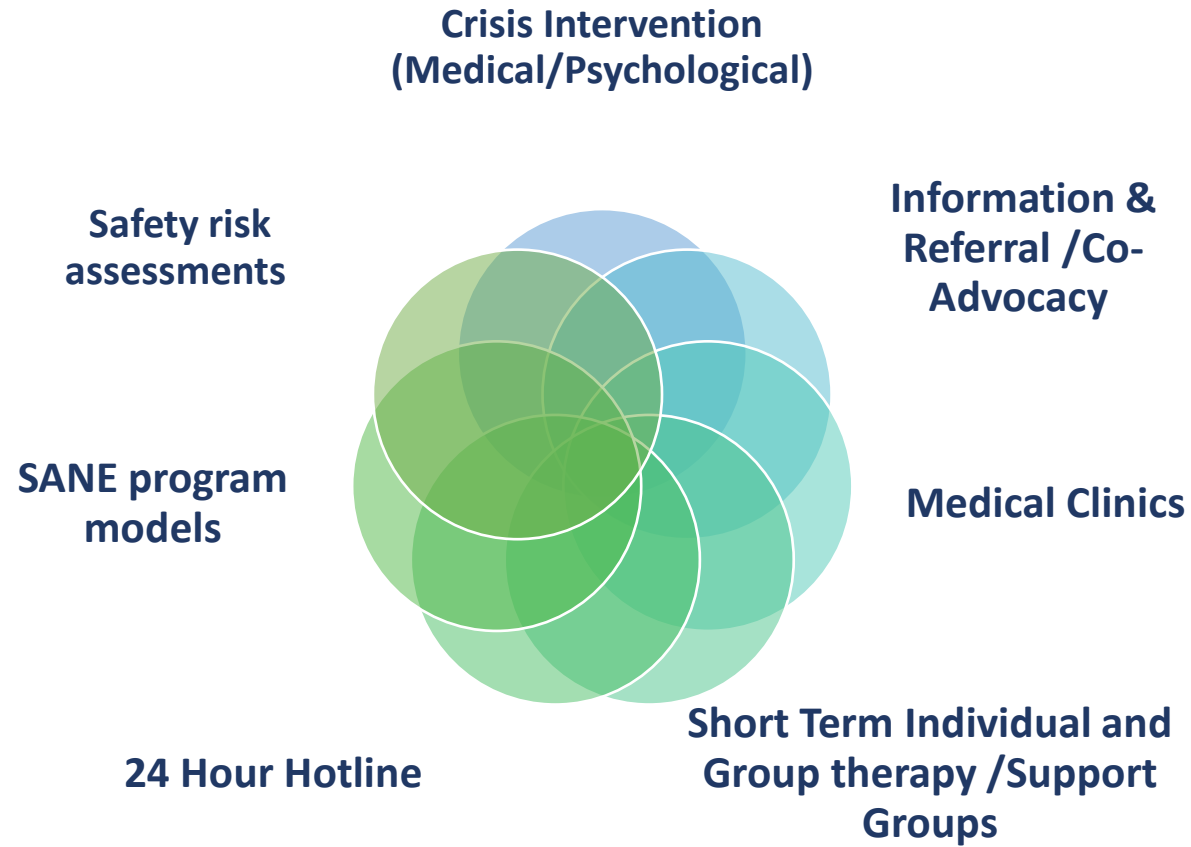 Crisis Intervention
(Medical/Psychological)
Information &
Referral /Co-
Advocacy
Safety risk
assessments
SANE program
models
Medical Clinics
Short Term Individual and
Group therapy /Support
Groups
24 Hour Hotline